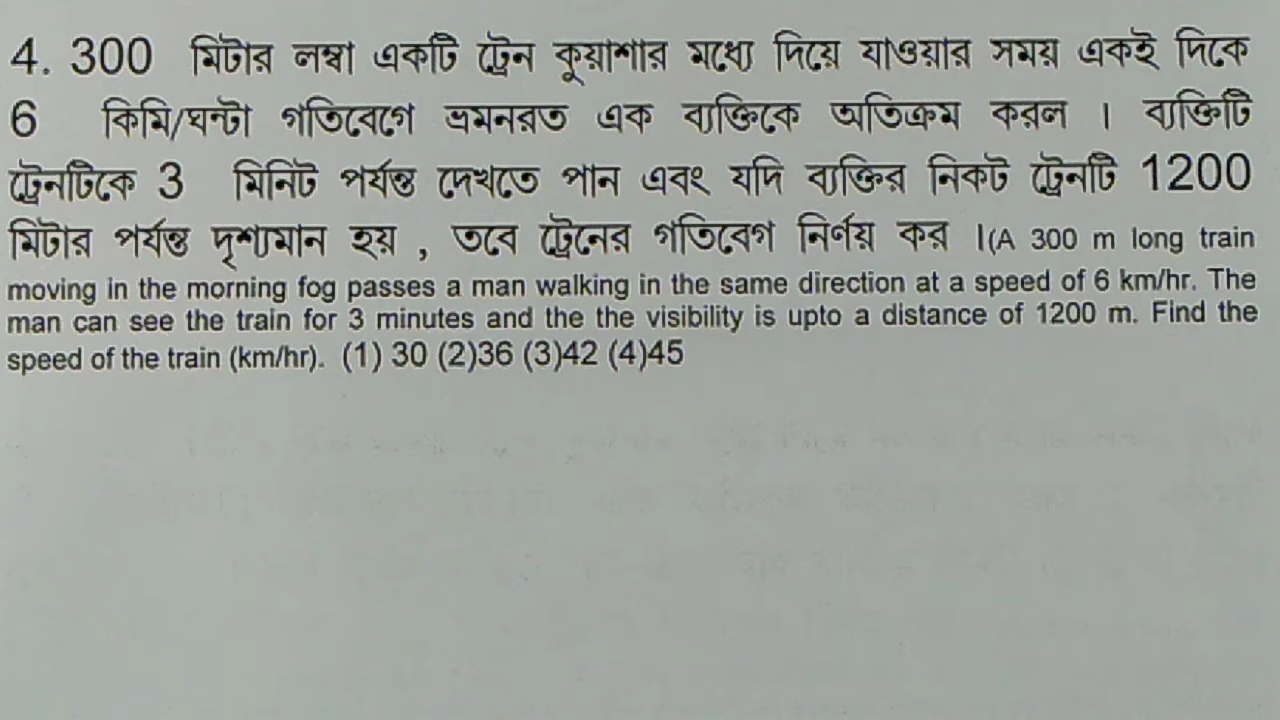 4. 300 মিটার লম্বা একটি ট্রেন কুয়াশার মধ্যে দিয়ে যাওয়ার সময় একই দিকে
6 কিমি/ঘন্টা গতিবেগে ভ্রমনরত এক ব্যক্তিকে অতিক্রম করল । ব্যক্তিটি
ট্রেনটিকে 3 মিনিট পর্যন্ত দেখতে পান এবং যদি ব্যক্তির নিকট ট্রেনটি 1200
মিটার পর্যন্ত দৃশ্যমান হয় , তবে ট্রেনের গতিবেগ নির্ণয় কর ।(A 300 m long train
moving in the morning fog passes a man walking in the same direction at a speed of 6 km/hr. The
man can see the train for 3 minutes and the the visibility is upto a distance of 1200 m. Find the
speed of the train (km/hr). (1) 30 (2)36 (3)42 (4)45